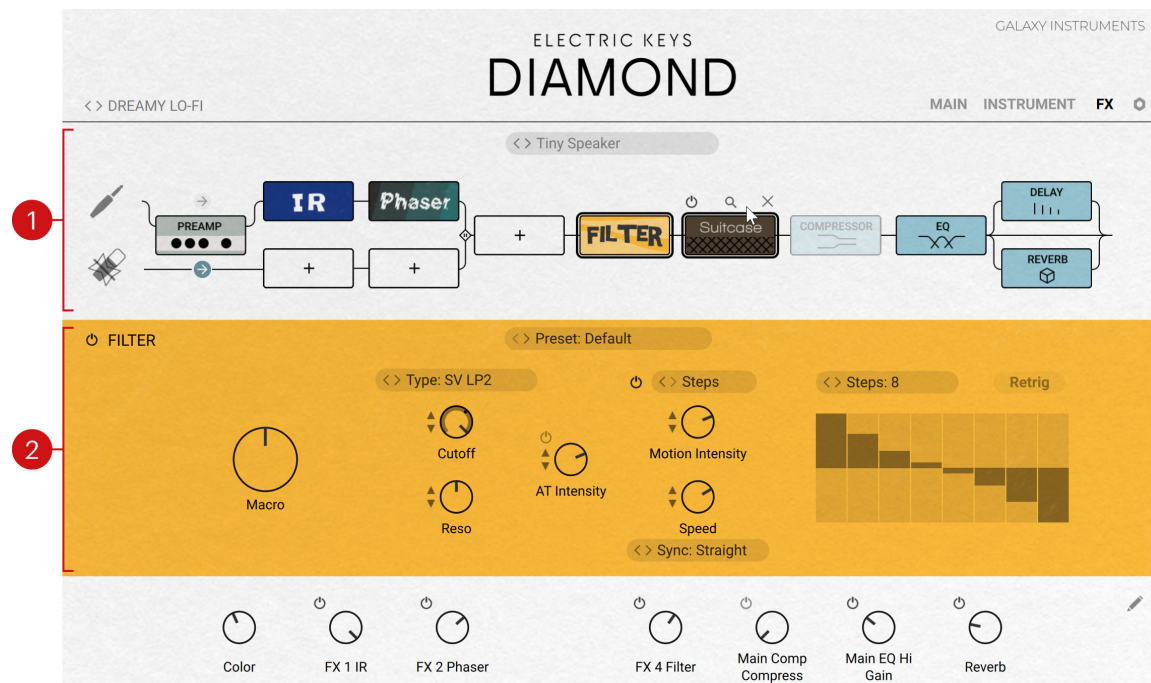 GALAXY INSTRUMENTS
ELECTRIC KEYS
DIAMOND
< > DREAMY LO-FI
MAIN INSTRUMENT FX
1
< > Tiny Speaker
IR
Phaser
DELAY
PREAMP
+
FILTER
Suitcase
COMPRESSOR
EQ
+
+
REVERB
2
FILTER
< > Preset: Default
< > Type: SV LP2
< > Steps
< > Steps: 8
Retrig
Cutoff
Motion Intensity
Macro
AT Intensity
Reso
Speed
< > Sync: Straight
Color
FX 1 IR
FX 2 Phaser
FX 4 Filter
Main Comp
Compress
Main EQ Hi
Gain
Reverb